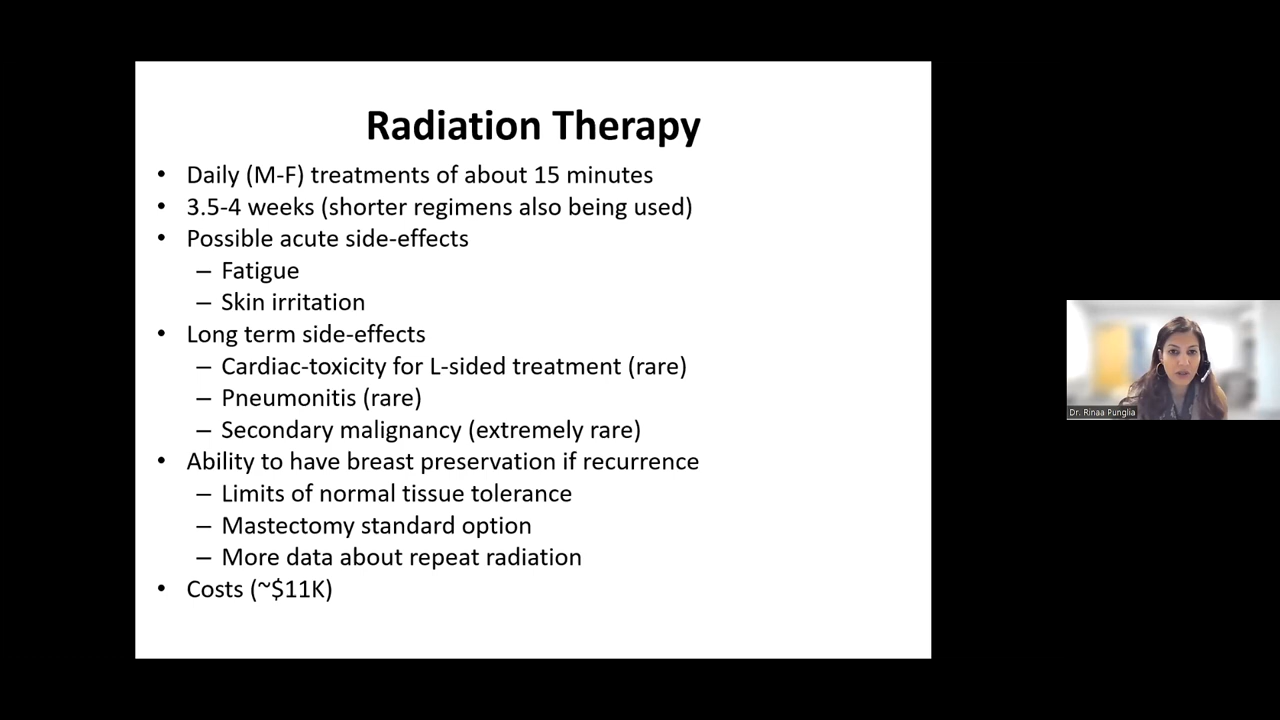 Radiation Therapy
• Daily (M-F) treatments of about 15 minutes
• 3.5-4 weeks (shorter regimens also being used)
• Possible acute side-effects
– Fatigue
– Skin irritation
• Long term side-effects
– Cardiac-toxicity for L-sided treatment (rare)
– Pneumonitis (rare)
– Secondary malignancy (extremely rare)
• Ability to have breast preservation if recurrence
– Limits of normal tissue tolerance
– Mastectomy standard option
– More data about repeat radiation
• Costs (~$11K)
Dr. Rinaa Punglia